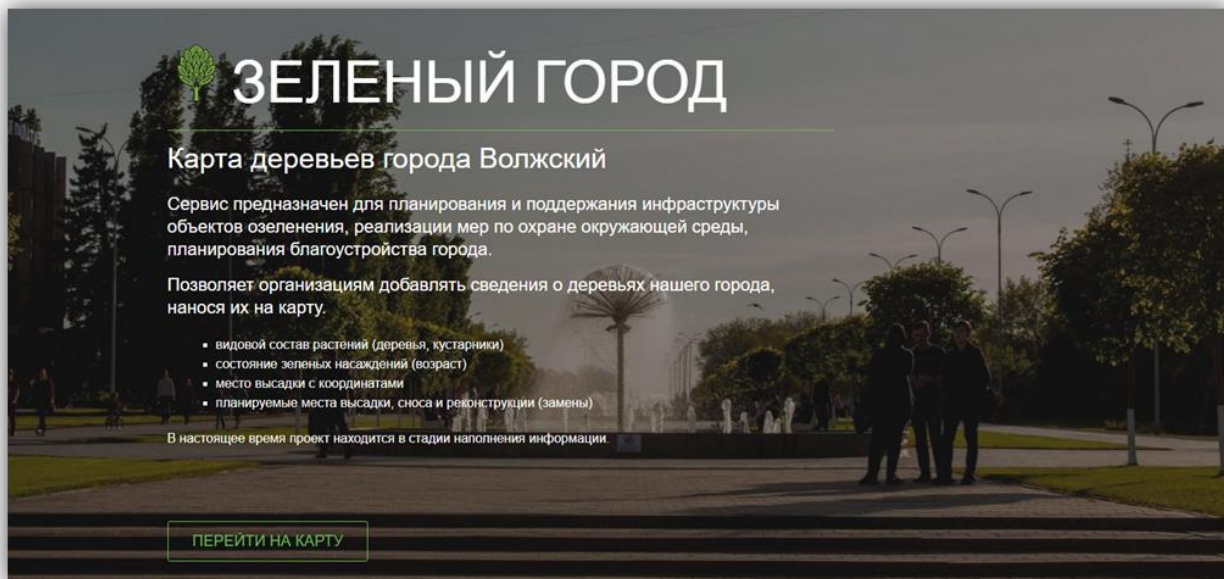 ЗЕЛЕНЫЙ ГОРОД
Карта деревьев города Волжский
Сервис предназначен для планирования и поддержания инфраструктуры
объектов озеленения, реализации мер по охране окружающей среды,
планирования благоустройства города.
Позволяет организациям добавлять сведения о деревьях нашего города,
нанося их на карту.
▪ видовой состав растений (деревья, кустарники)
▪ состояние зеленых насаждений (возраст)
▪ место высадки с координатами
▪ планируемые места высадки, сноса и реконструкции (замены)
В настоящее время проект находится в стадии наполнения информации.
ПЕРЕЙТИ НА КАРТУ